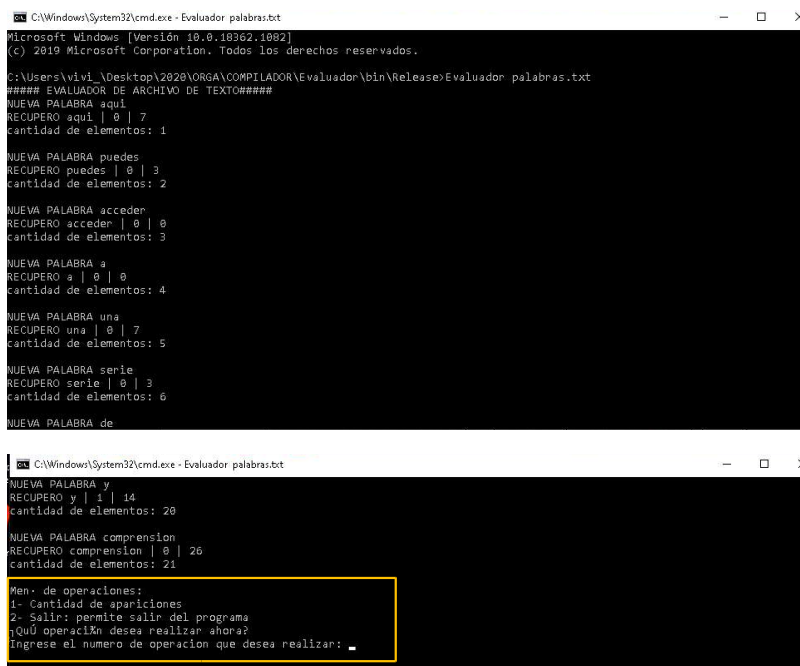 C:\Windows\System32\cmd.exe - Evaluador palabras.txt
Microsoft Windows [Versión 10.0.18362.1082]
(c) 2019 Microsoft Corporation. Todos los derechos reservados.
C:\Users\vivi_\Desktop\2020\ORGA\COMPILADOR\Evaluador\bin\Release>Evaluador palabras.txt
##### EVALUADOR DE ARCHIVO DE TEXTO#####
NUEVA PALABRA aqui
RECUPERO aqui | 0 | 7
cantidad de elementos: 1
NUEVA PALABRA puedes
RECUPERO puedes | 0 | 3
cantidad de elementos: 2
NUEVA PALABRA acceder
RECUPERO acceder | 0 | 0
cantidad de elementos: 3
NUEVA PALABRA a
RECUPERO a | 0 | 0
cantidad de elementos: 4
NUEVA PALABRA una
RECUPERO una | 0 | 7
cantidad de elementos: 5
NUEVA PALABRA serie
RECUPERO serie | 0 | 3
cantidad de elementos: 6
NUEVA PALABRA de
C:\Windows\System32\cmd.exe - Evaluador palabras.txt
NUEVA PALABRA y
RECUPERO y | 1 | 14
cantidad de elementos: 20
NUEVA PALABRA comprension
RECUPERO comprension | 0 | 26
cantidad de elementos: 21
Men· de operaciones:
1- Cantidad de apariciones
2- Salir: permite salir del programa
┐QuÚ operaci¾n desea realizar ahora?
Ingrese el numero de operacion que desea realizar: